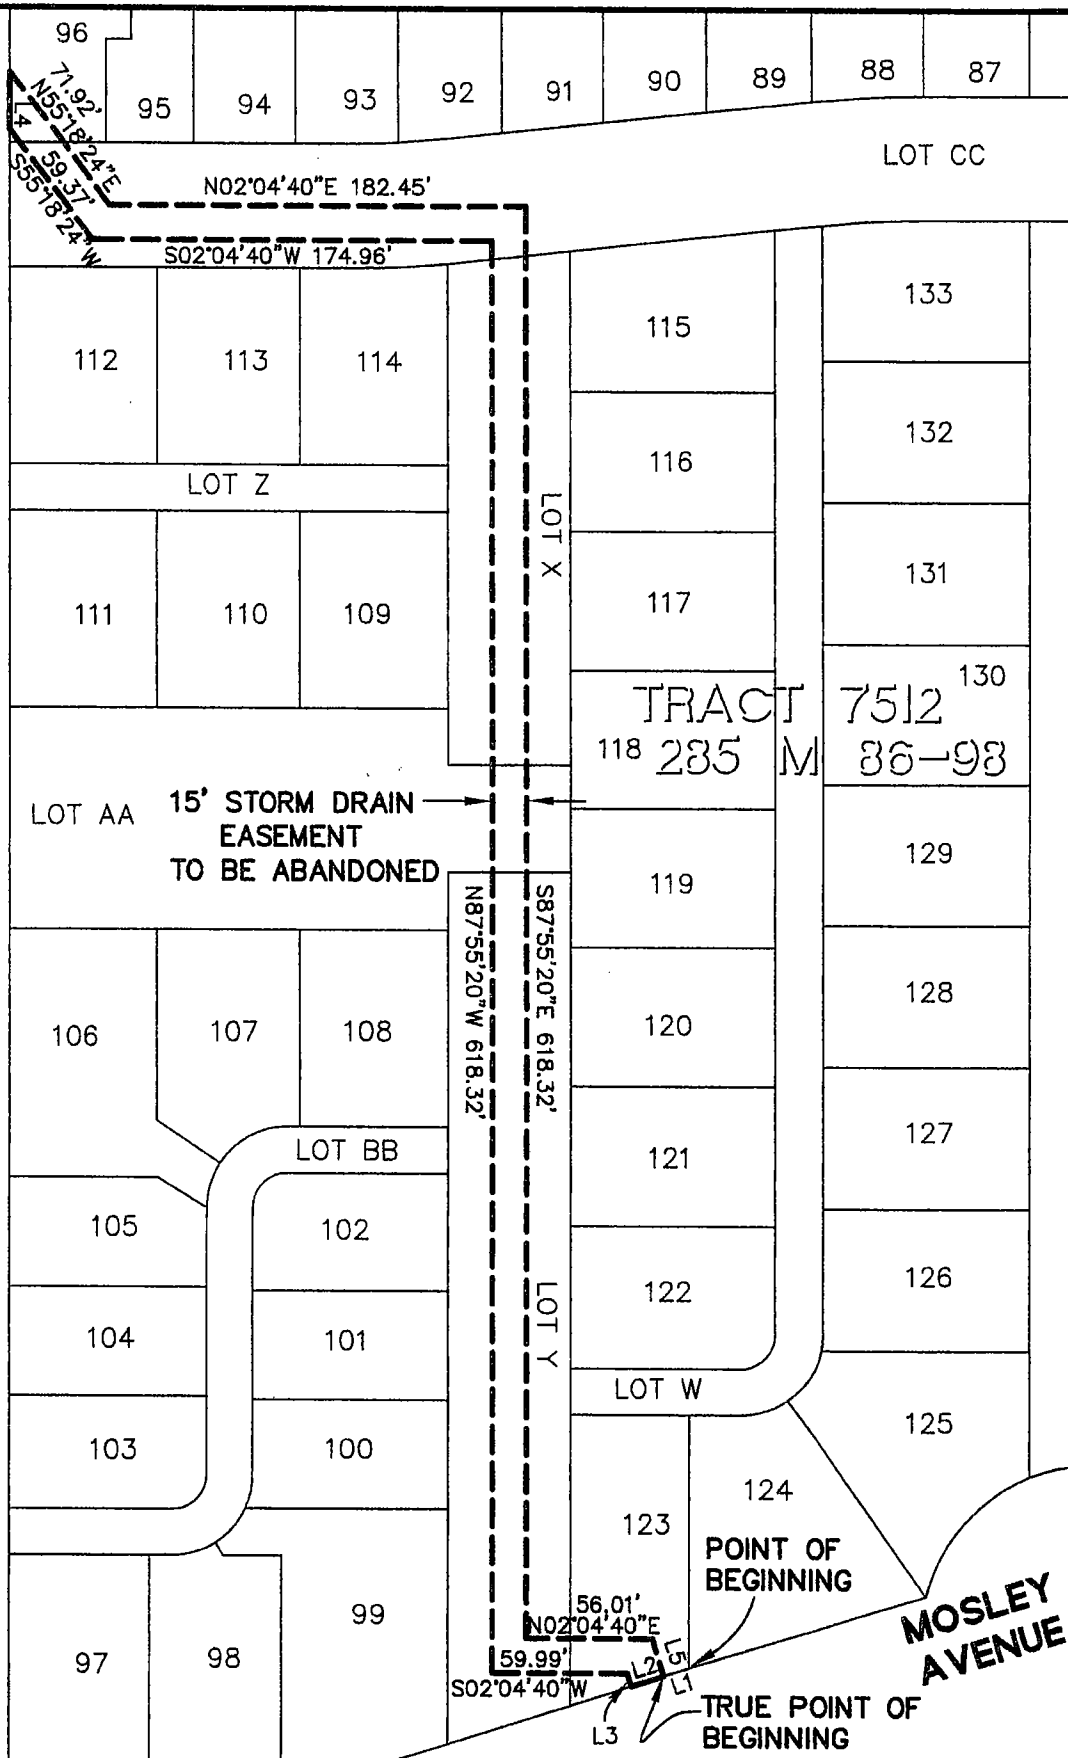 96
95
94
93
92
91
90
89
88
87
71.92'
N55°18'24"E
L4
59.37'
S55°18'24"W
LOT CC
N02°04'40"E 182.45'
S02°04'40"W 174.96'
112
113
114
115
133
116
132
LOT Z
LOT X
111
110
109
117
131
130
TRACT 7512
118
285 M 86-98
LOT AA
15' STORM DRAIN
EASEMENT
TO BE ABANDONED
119
129
N87°55'20"W 618.32'
S87°55'20"E 618.32'
106
107
108
120
128
LOT BB
121
127
105
102
122
126
LOT Y
104
101
LOT W
103
100
125
124
123
POINT OF
BEGINNING
99
97
98
56.01'
N02°04'40"E
L5
59.99'
S02°04'40"W
L2
L1
L3
TRUE POINT OF
BEGINNING
MOSLEY
AVENUE